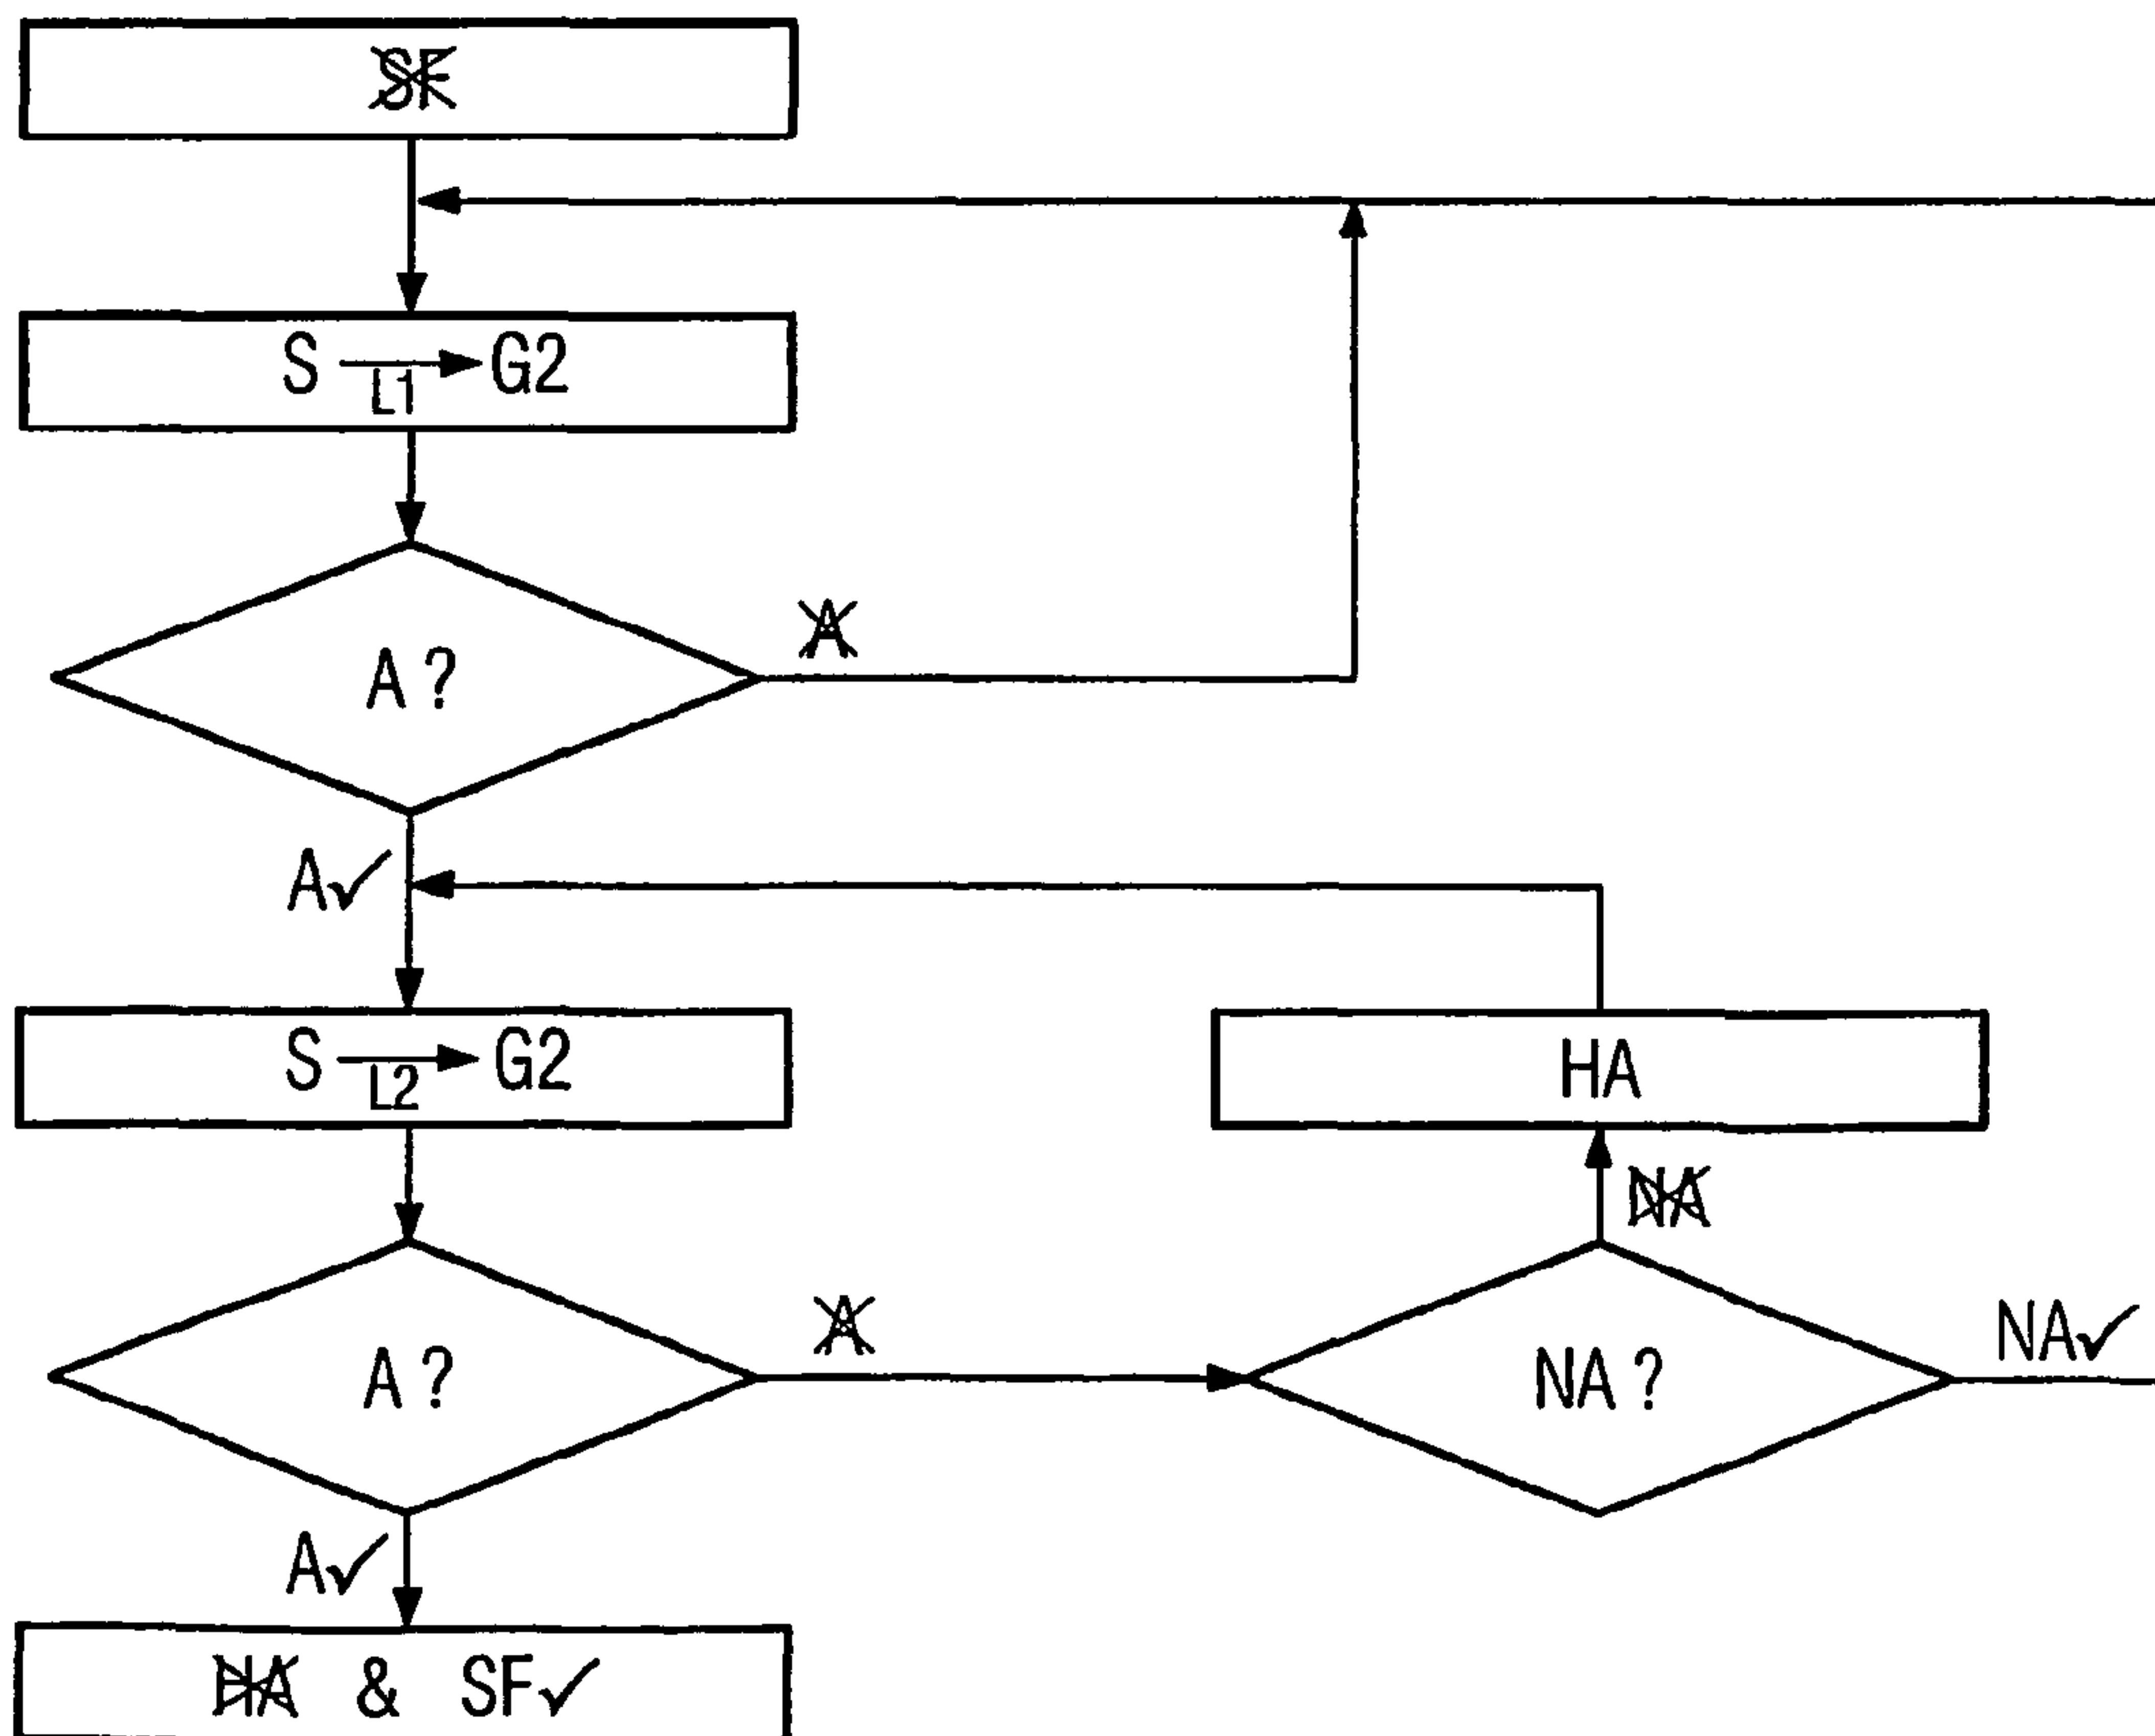 SF
S → G2
L1
A?
A
A✓
S → G2
L2
HA
NA
A?
A
NA?
NA✓
A✓
HA & SF✓